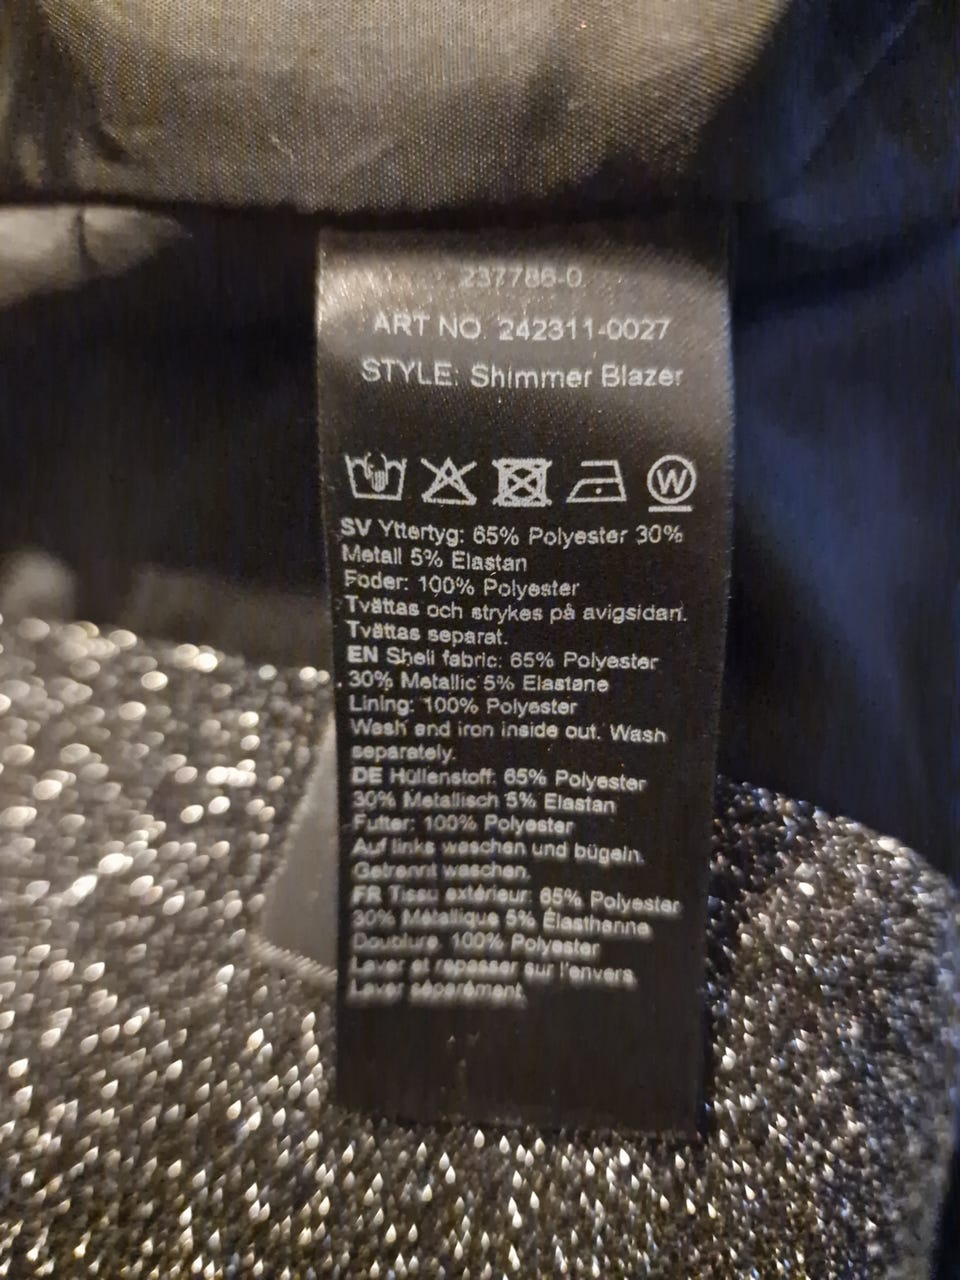 237786-0
ART NO. 242311-0027
STYLE: Shimmer Blazer
W
SV Yttertyg: 65% Polyester 30%
Metall 5% Elastan
Foder: 100% Polyester
Tvättas och strykes på avigsidan.
Tvättas separat.
EN Shell fabric: 65% Polyester
30% Metallic 5% Elastane
Lining: 100% Polyester
Wash and iron inside out. Wash
separately.
DE Hüllenstoff: 65% Polyester
30% Metallisch 5% Elastan
Futter: 100% Polyester
Auf links waschen und bügeln.
Getrennt waschen.
FR Tissu extérieur: 65% Polyester
30% Métallique 5% Élasthanne
Doublure: 100% Polyester
Laver et repasser sur l'envers.
Laver séparément.